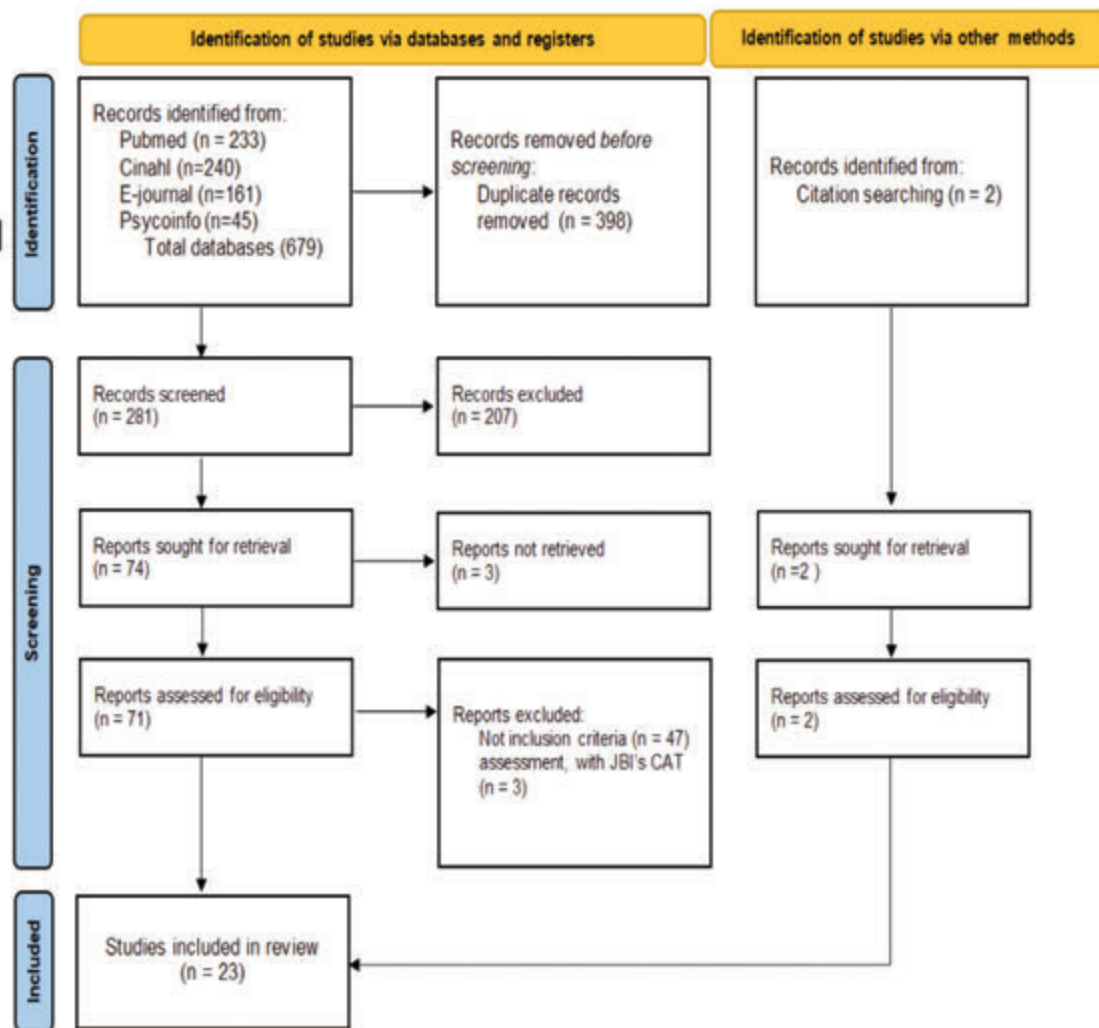 Identification of studies via databases and registers
Identification of studies via other methods
Identification
Records identified from:
Pubmed (n = 233)
Cinahl (n=240)
E-journal (n=161)
Psycoinfo (n=45)
Total databases (679)
Records removed before
screening:
Duplicate records
removed (n = 398)
Records identified from:
Citation searching (n = 2)
Screening
Records screened
(n = 281)
Records excluded
(n = 207)
Reports sought for retrieval
(n = 74)
Reports not retrieved
(n = 3)
Reports sought for retrieval
(n =2 )
Reports assessed for eligibility
(n = 71)
Reports excluded:
Not inclusion criteria (n = 47)
assessment, with JBI's CAT
(n = 3)
Reports assessed for eligibility
(n = 2)
Included
Studies included in review
(n = 23)